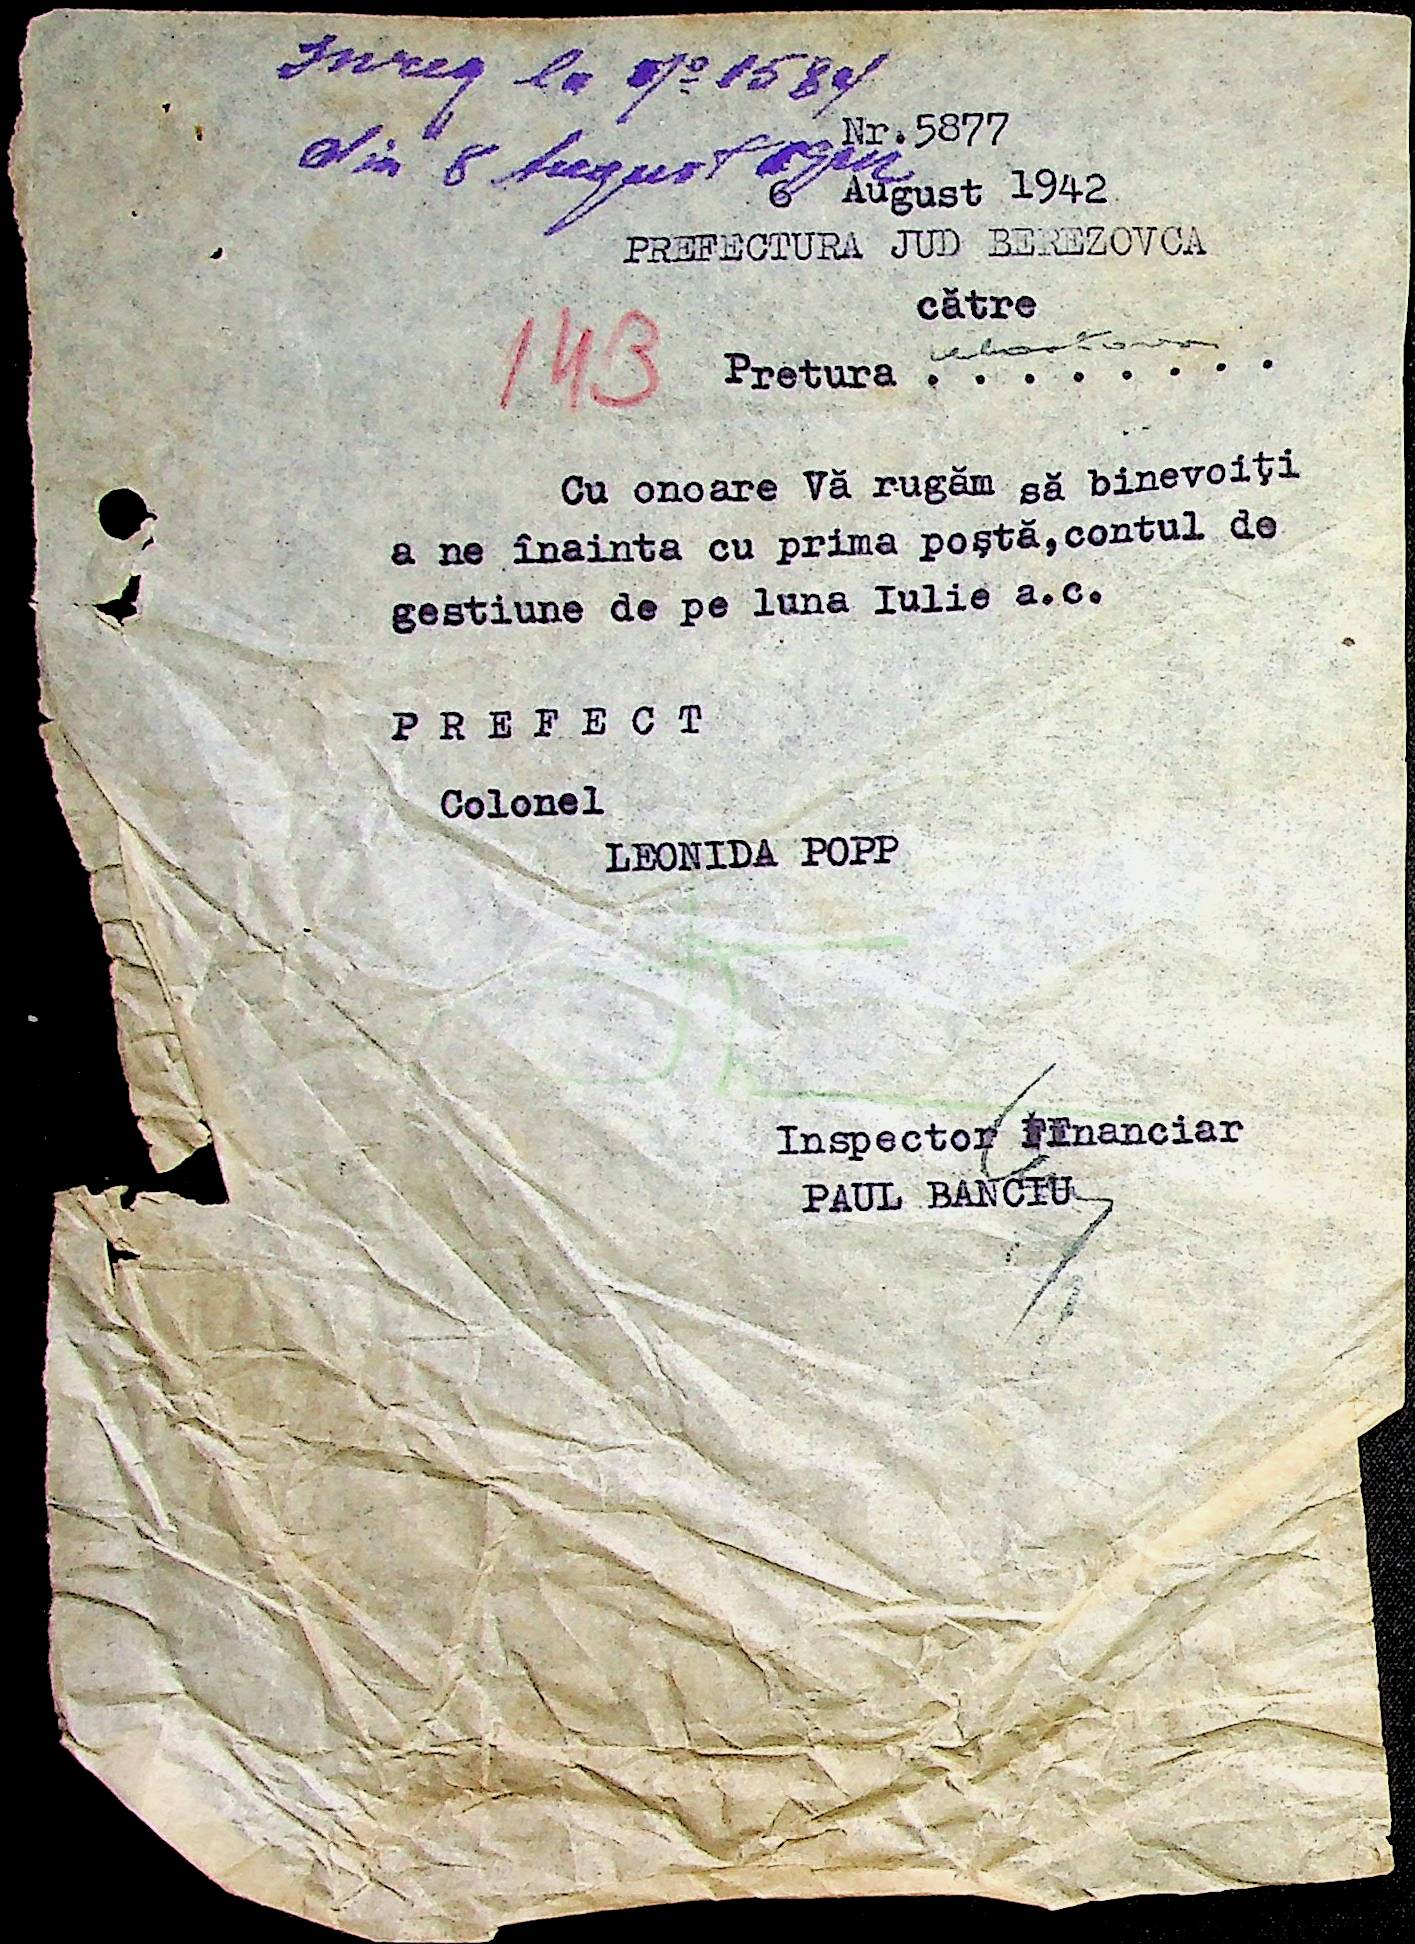 Inreg la No 1584
din 8 August
Nr.5877
6 August 1942
PREFECTURA JUD BEREZOVCA
către
143
Pretura . . . . . . . .
Cu onoare Vă rugăm să binevoiţi
a ne înainta cu prima poştă,contul de
gestiune de pe luna Iulie a.c.
P R E F E C T
Colonel
LEONIDA POPP
Inspector FInanciar
PAUL BANCIU